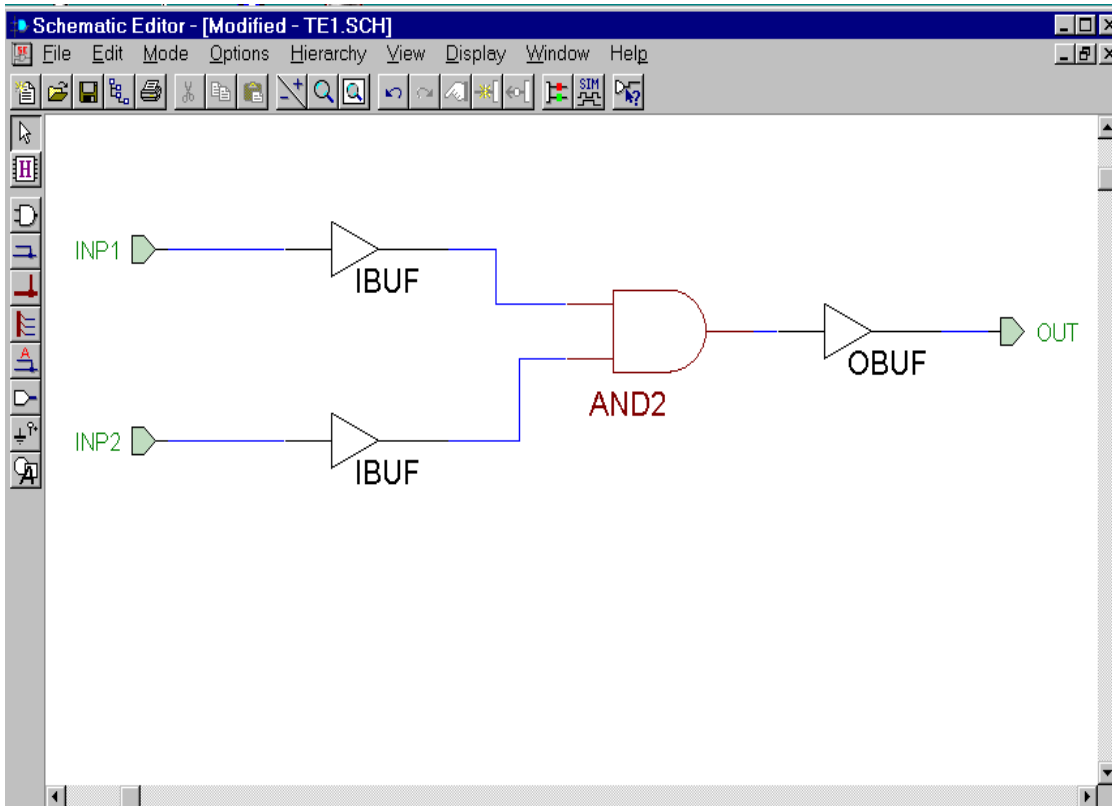 Schematic Editor - [Modified - TE1.SCH]
File Edit Mode Options Hierarchy View Display Window Help
SIM
H
INP1
IBUF
OUT
OBUF
AND2
A
INP2
IBUF
A